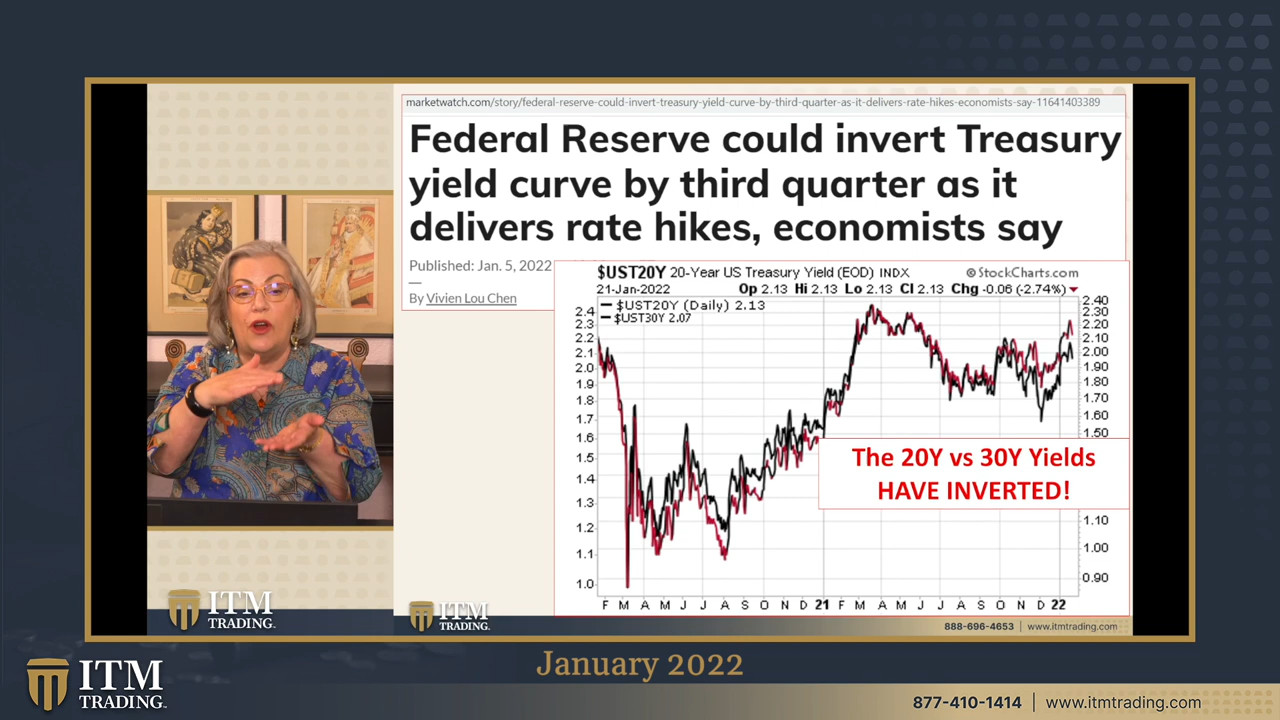 marketwatch.com/story/federal-reserve-could-invert-treasury-yield-curve-by-third-quarter-as-it-delivers-rate-hikes-economists-say-11641403389
Federal Reserve could invert Treasury
yield curve by third quarter as it
delivers rate hikes, economists say
Published: Jan. 5, 2022
By Vivien Lou Chen
$UST20Y 20-Year US Treasury Yield (EOD) INDX © StockCharts.com
21-Jan-2022 Op 2.13 Hi 2.13 Lo 2.13 Cl 2.13 Chg -0.06 (-2.74%)
$UST20Y (Daily) 2.13
$UST30Y 2.07
2.4
2.3
2.2
2.1
2.0
1.9
1.8
1.7
1.6
1.5
1.4
1.3
1.2
1.1
1.0
2.40
2.30
2.20
2.10
2.00
1.90
1.80
1.70
1.60
1.50
1.10
1.00
0.90
The 20Y vs 30Y Yields
HAVE INVERTED!
F M A M J J A S O N D 21 F M A M J J A S O N D 22
ITM
TRADING
ITM
TRADING
888-696-4653 | www.itmtrading.com
January 2022
ITM
TRADING
877-410-1414 | www.itmtrading.com